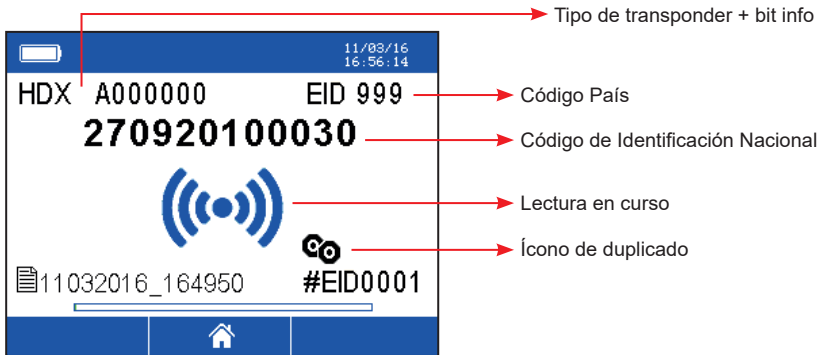 Tipo de transponder + bit info
11/03/16
16:56:14
HDX A000000 EID 999
Código País
270920100030
Código de Identificación Nacional
Lectura en curso
Ícono de duplicado
11032016_164950 #EID0001